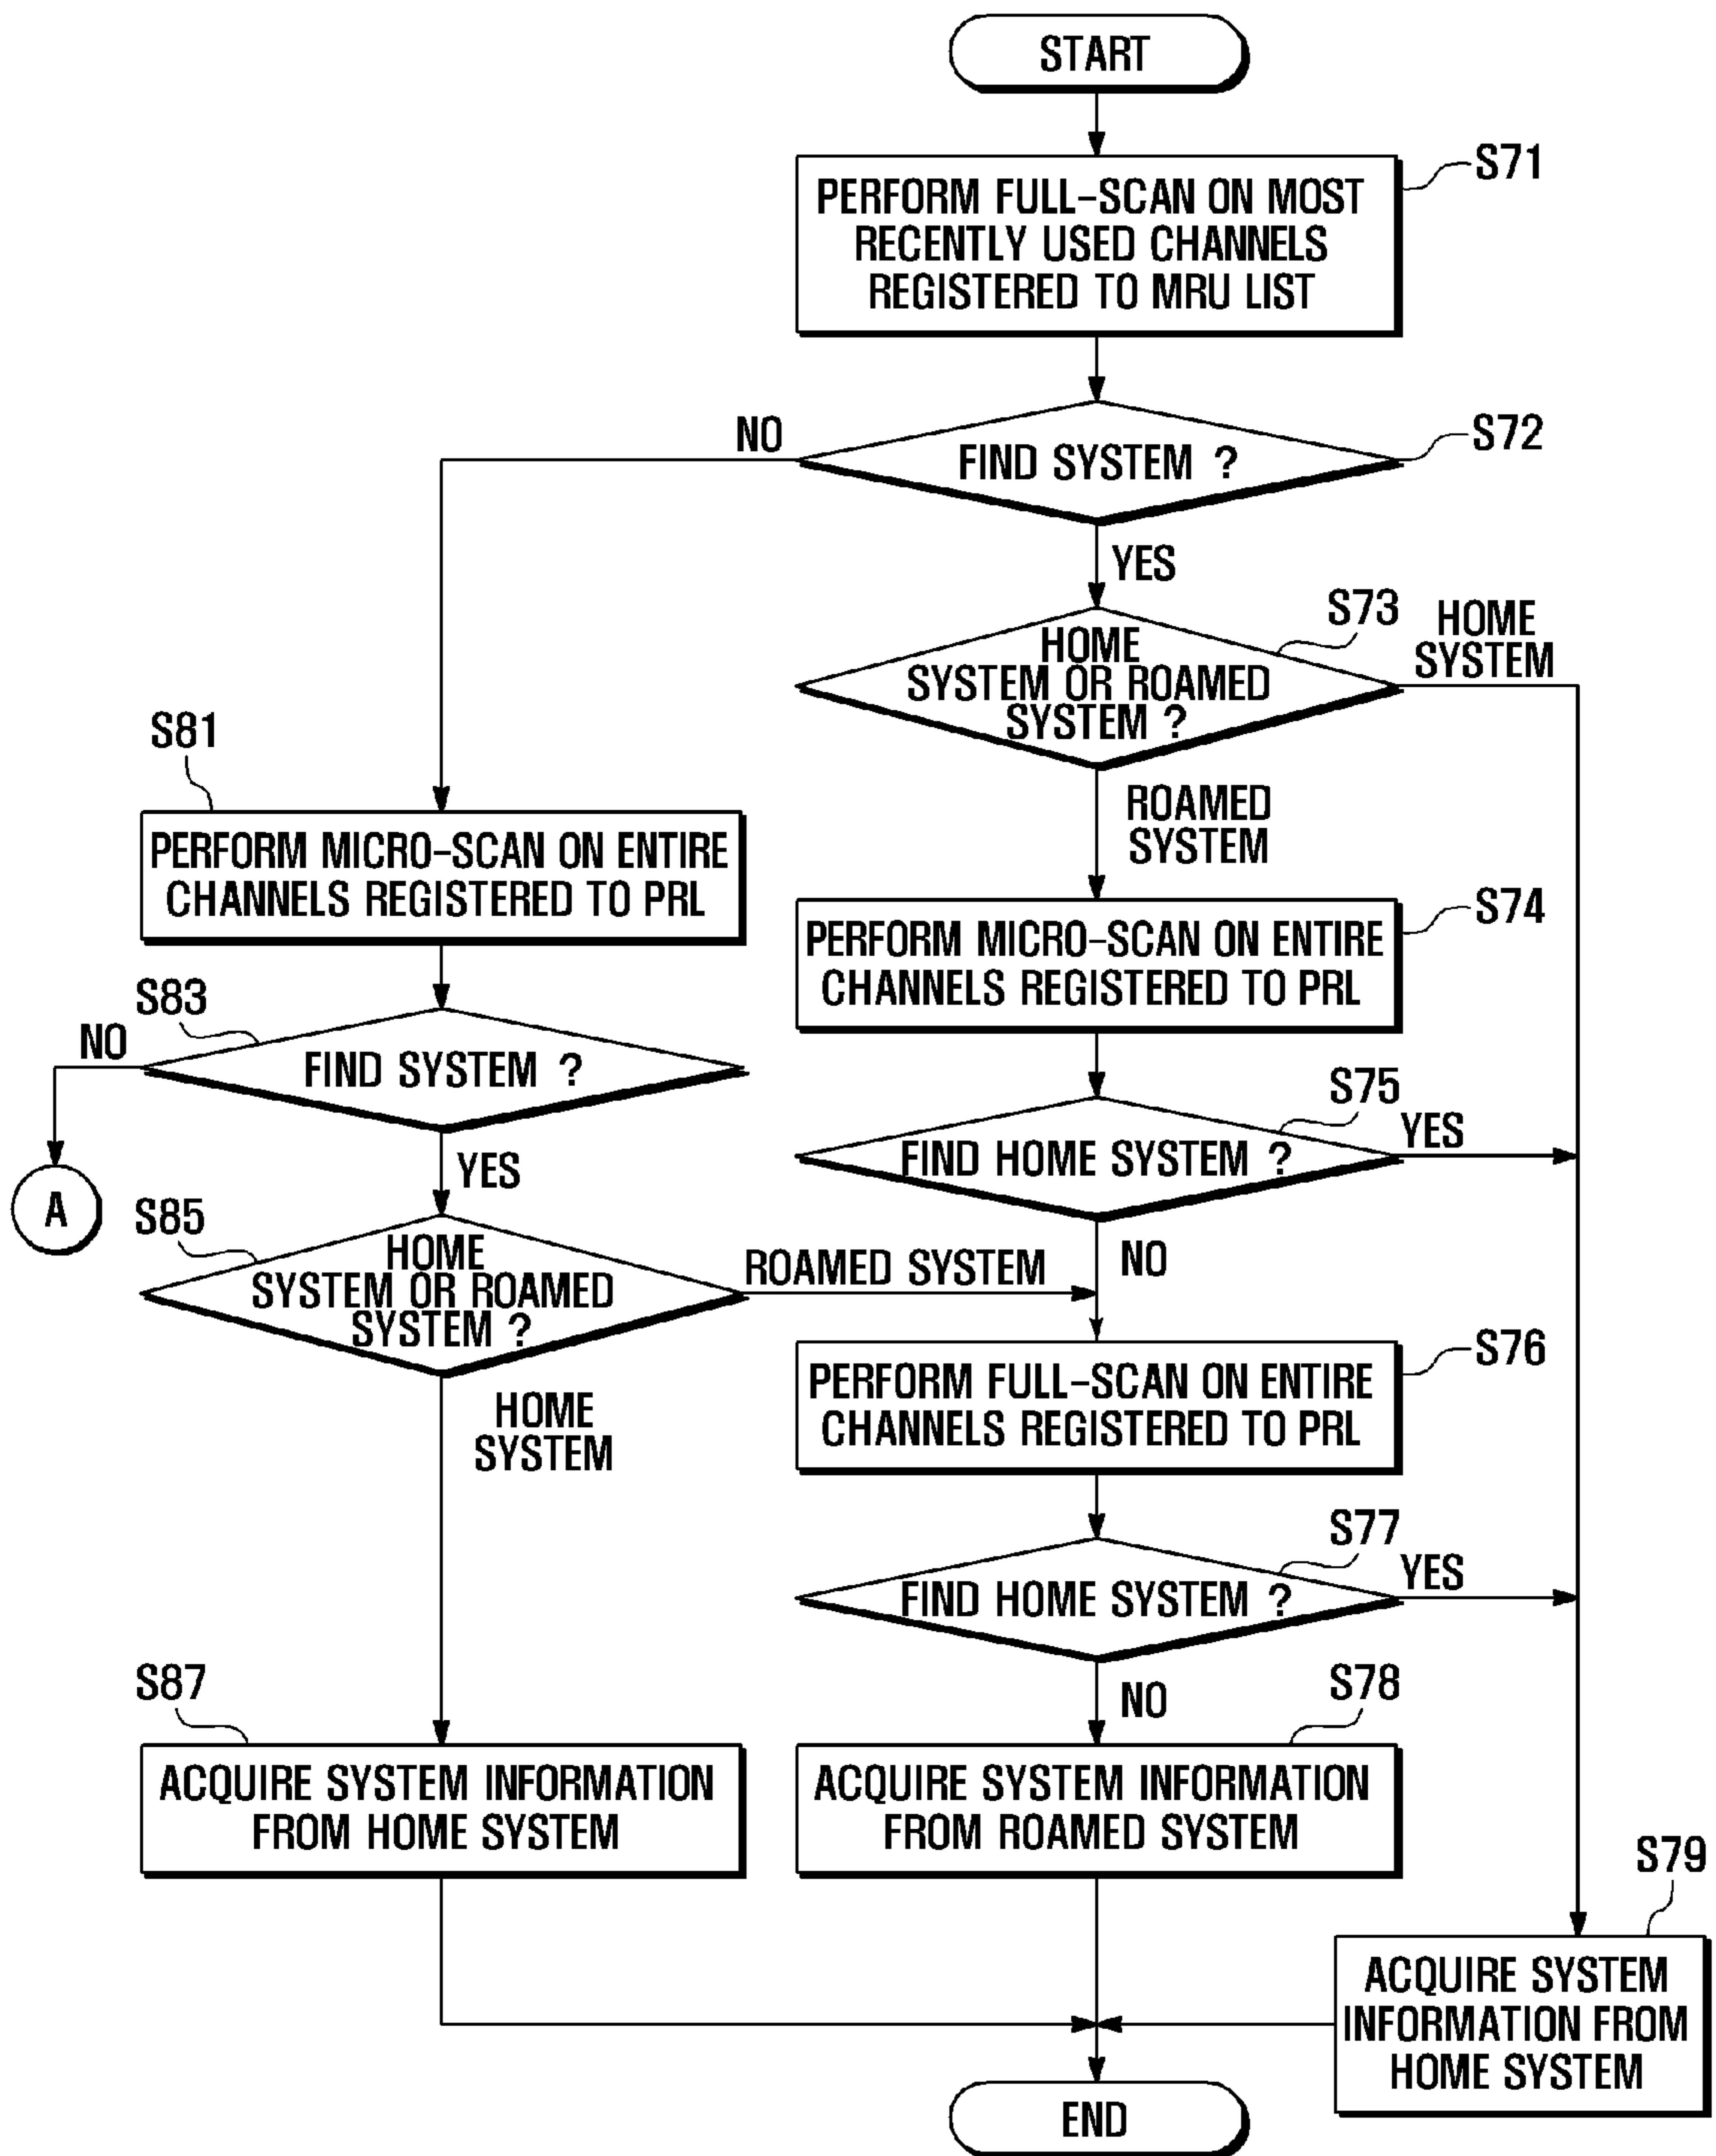 START
S71
PERFORM FULL-SCAN ON MOST
RECENTLY USED CHANNELS
REGISTERED TO MRU LIST
S72
NO
FIND SYSTEM ?
YES
S73
HOME
SYSTEM
HOME
SYSTEM OR ROAMED
SYSTEM ?
ROAMED
SYSTEM
S81
PERFORM MICRO-SCAN ON ENTIRE
CHANNELS REGISTERED TO PRL
S74
PERFORM MICRO-SCAN ON ENTIRE
CHANNELS REGISTERED TO PRL
S83
NO
FIND SYSTEM ?
YES
A
S75
YES
FIND HOME SYSTEM ?
NO
S85
HOME
SYSTEM OR ROAMED
SYSTEM ?
ROAMED SYSTEM
HOME
SYSTEM
S76
PERFORM FULL-SCAN ON ENTIRE
CHANNELS REGISTERED TO PRL
S77
YES
FIND HOME SYSTEM ?
NO
S87
ACQUIRE SYSTEM INFORMATION
FROM HOME SYSTEM
S78
ACQUIRE SYSTEM INFORMATION
FROM ROAMED SYSTEM
S79
ACQUIRE SYSTEM
INFORMATION FROM
HOME SYSTEM
END